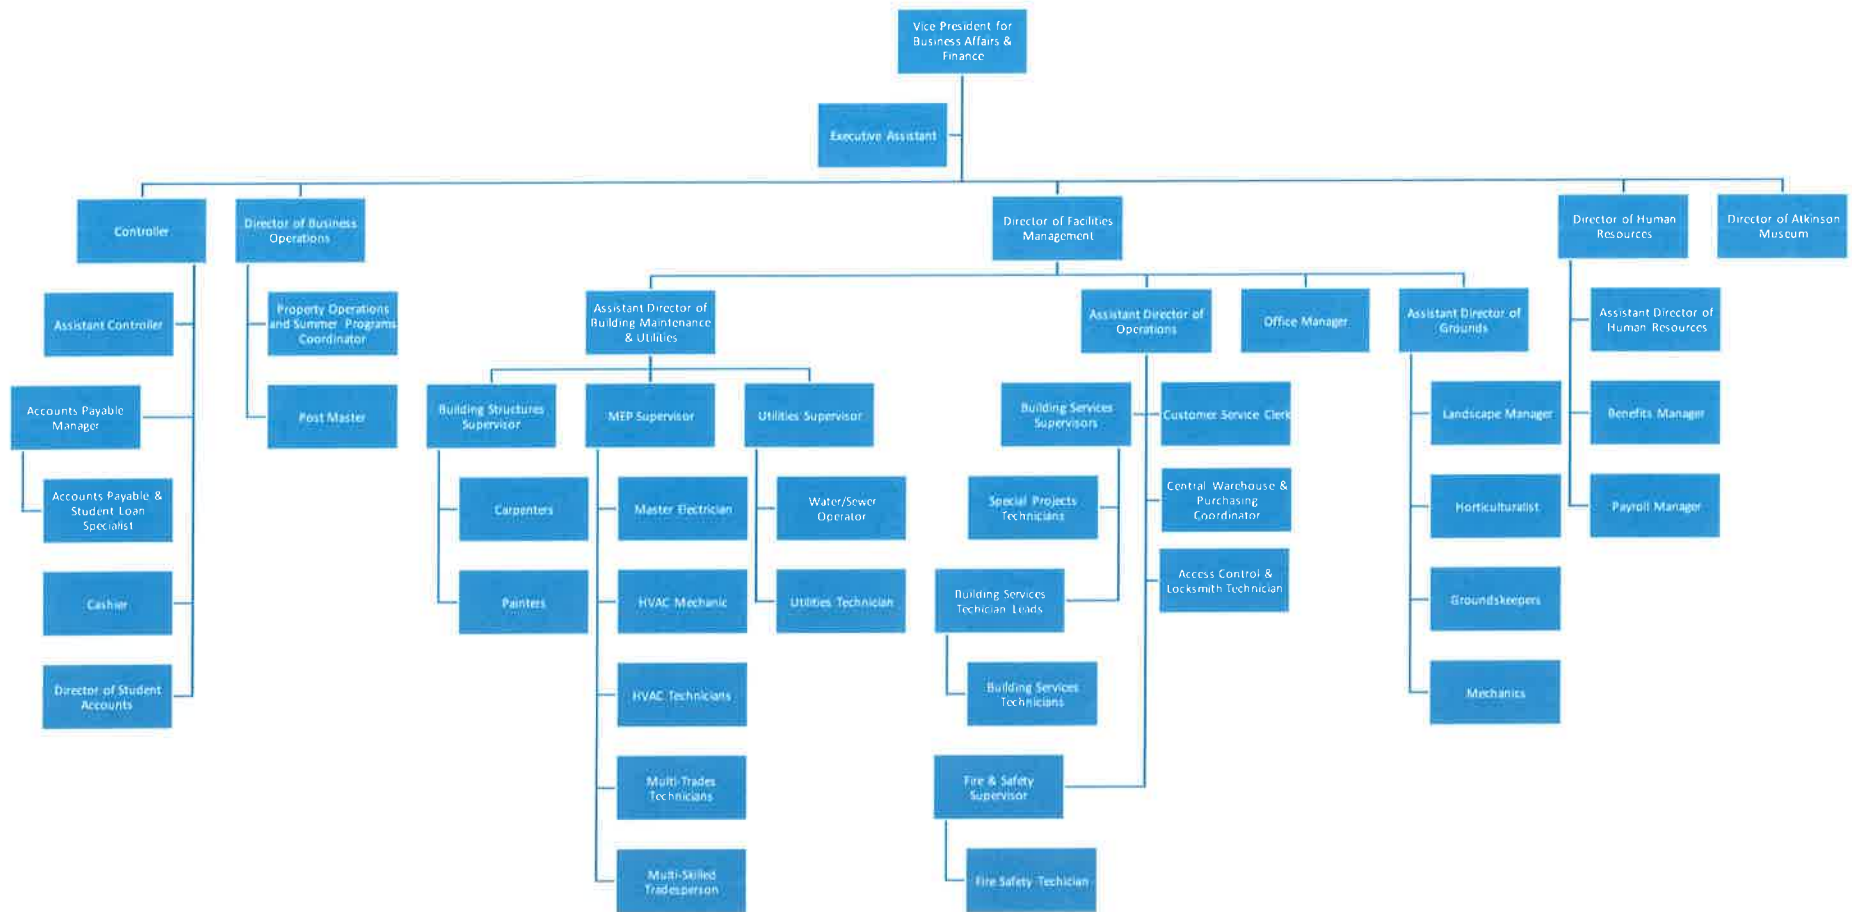 Vice President for
Business Affairs &
Finance
Executive Assistant
Controller
Director of Business
Operations
Director of Facilities
Management
Director of Human
Resources
Director of Atkinson
Museum
Assistant Controller
Accounts Payable
Manager
Accounts Payable &
Student Loan
Specialist
Cashier
Director of Student
Accounts
Property Operations
and Summer Programs
Coordinator
Post Master
Assistant Director of
Building Maintenance
& Utilities
Building Structures
Supervisor
Carpenters
Painters
MEP Supervisor
Master Electrician
HVAC Mechanic
HVAC Technicians
Multi-Trades
Technicians
Multi-Skilled
Tradesperson
Utilities Supervisor
Water/Sewer
Operator
Utilities Technician
Assistant Director of
Operations
Building Services
Supervisors
Special Projects
Technicians
Building Services
Techician Leads
Building Services
Technicians
Fire & Safety
Supervisor
Fire Safety Techician
Customer Service Clerk
Central Warehouse &
Purchasing
Coordinator
Access Control &
Locksmith Technician
Office Manager
Assistant Director of
Grounds
Landscape Manager
Horticulturalist
Groundskeepers
Mechanics
Assistant Director of
Human Resources
Benefits Manager
Payroll Manager